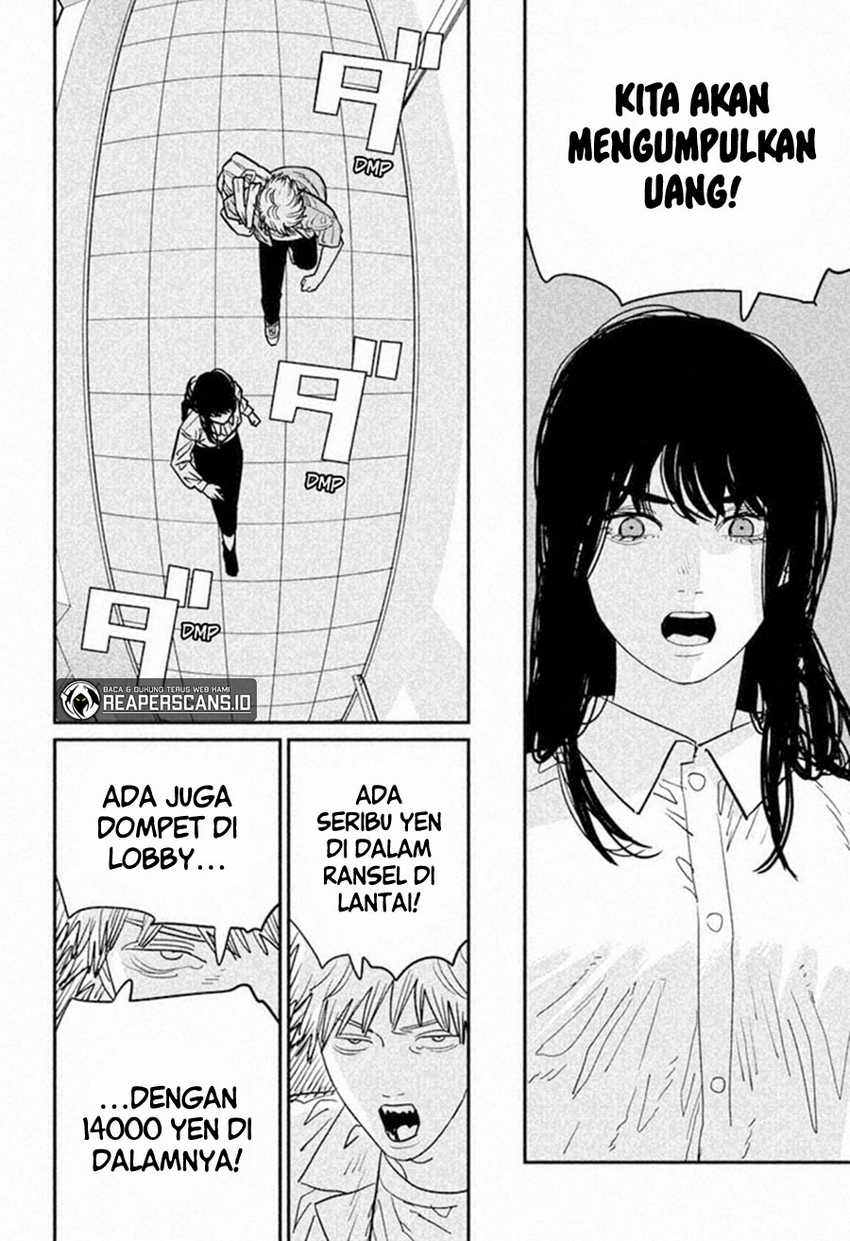 KITA AKAN
MENGUMPULKAN
UANG!
ダ
DMP
ダ
DMP
ダ
DMP
BACA & DUKUNG TERUS WEB KAMI
REAPERSCANS.ID
ADA
SERIBU YEN
DI DALAM
RANSEL DI
LANTAI!
ADA JUGA
DOMPET DI
LOBBY...
...DENGAN
14000 YEN DI
DALAMNYA!